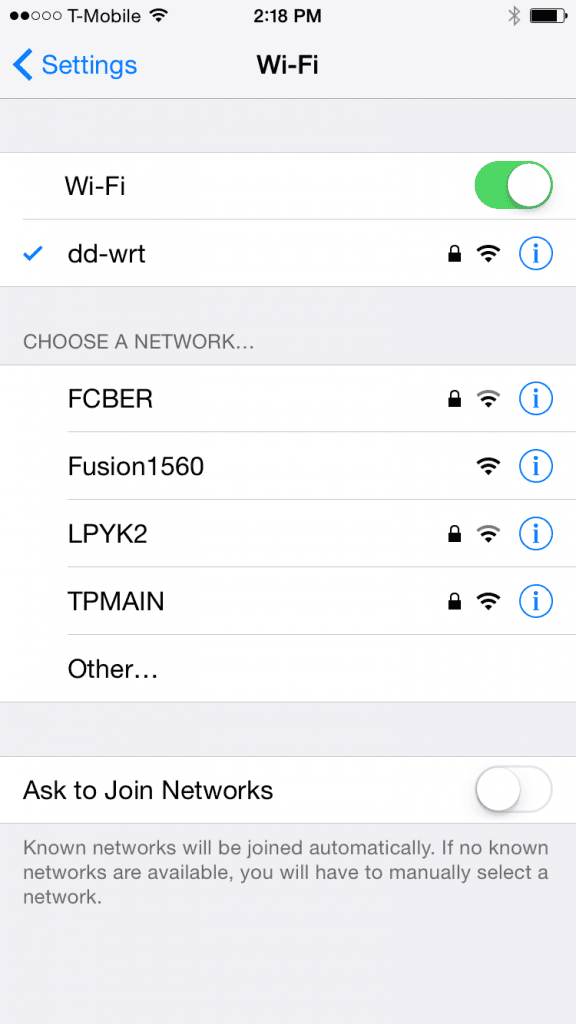 T-Mobile 2:18 PM
Settings Wi-Fi
Wi-Fi
dd-wrt
CHOOSE A NETWORK...
FCBER
Fusion1560
LPYK2
TPMAIN
Other...
Ask to Join Networks
Known networks will be joined automatically. If no known
networks are available, you will have to manually select a
network.